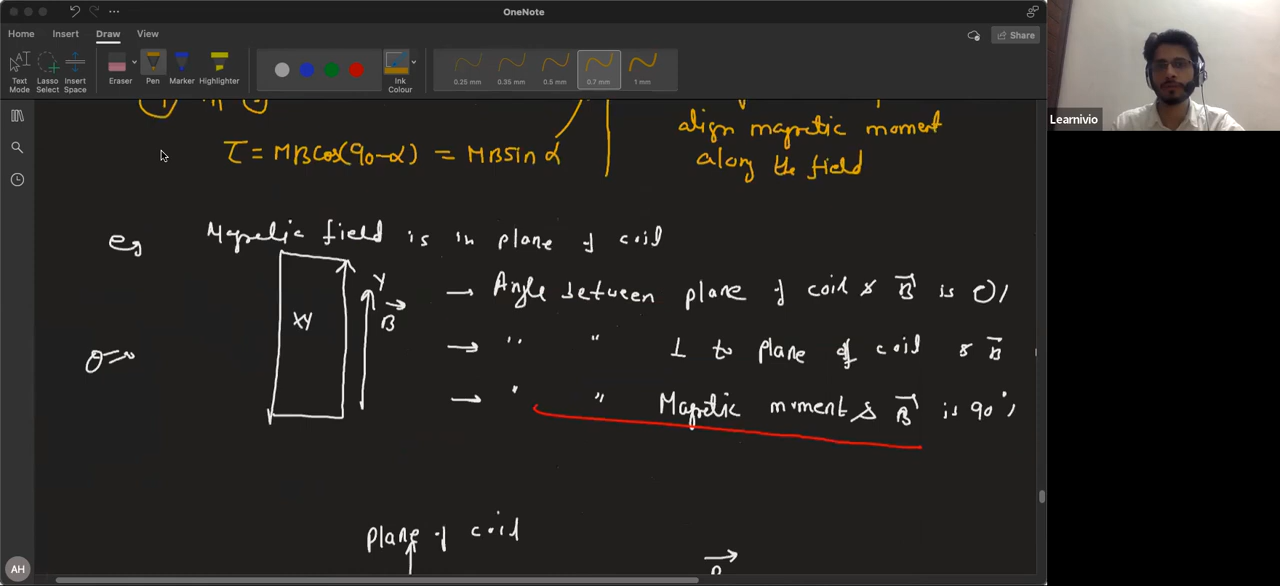 OneNote
Home Insert Draw View
Share
Text Mode
Lasso Select
Insert Space
Eraser
Pen
Marker
Highlighter
Ink Colour
0.25 mm
0.35 mm
0.5 mm
0.7 mm
1 mm
Learnivio
align magnetic moment
along the field
τ = MBcos(90-α) = MBsinα
eg Magnetic field is in plane of coil
XY
Y
B
→ Angle between plane of coil & B is 0
→ " " ⊥ to plane of coil & B
→ " " Magnetic moment & B is 90°
θ=
plane of coil
AH